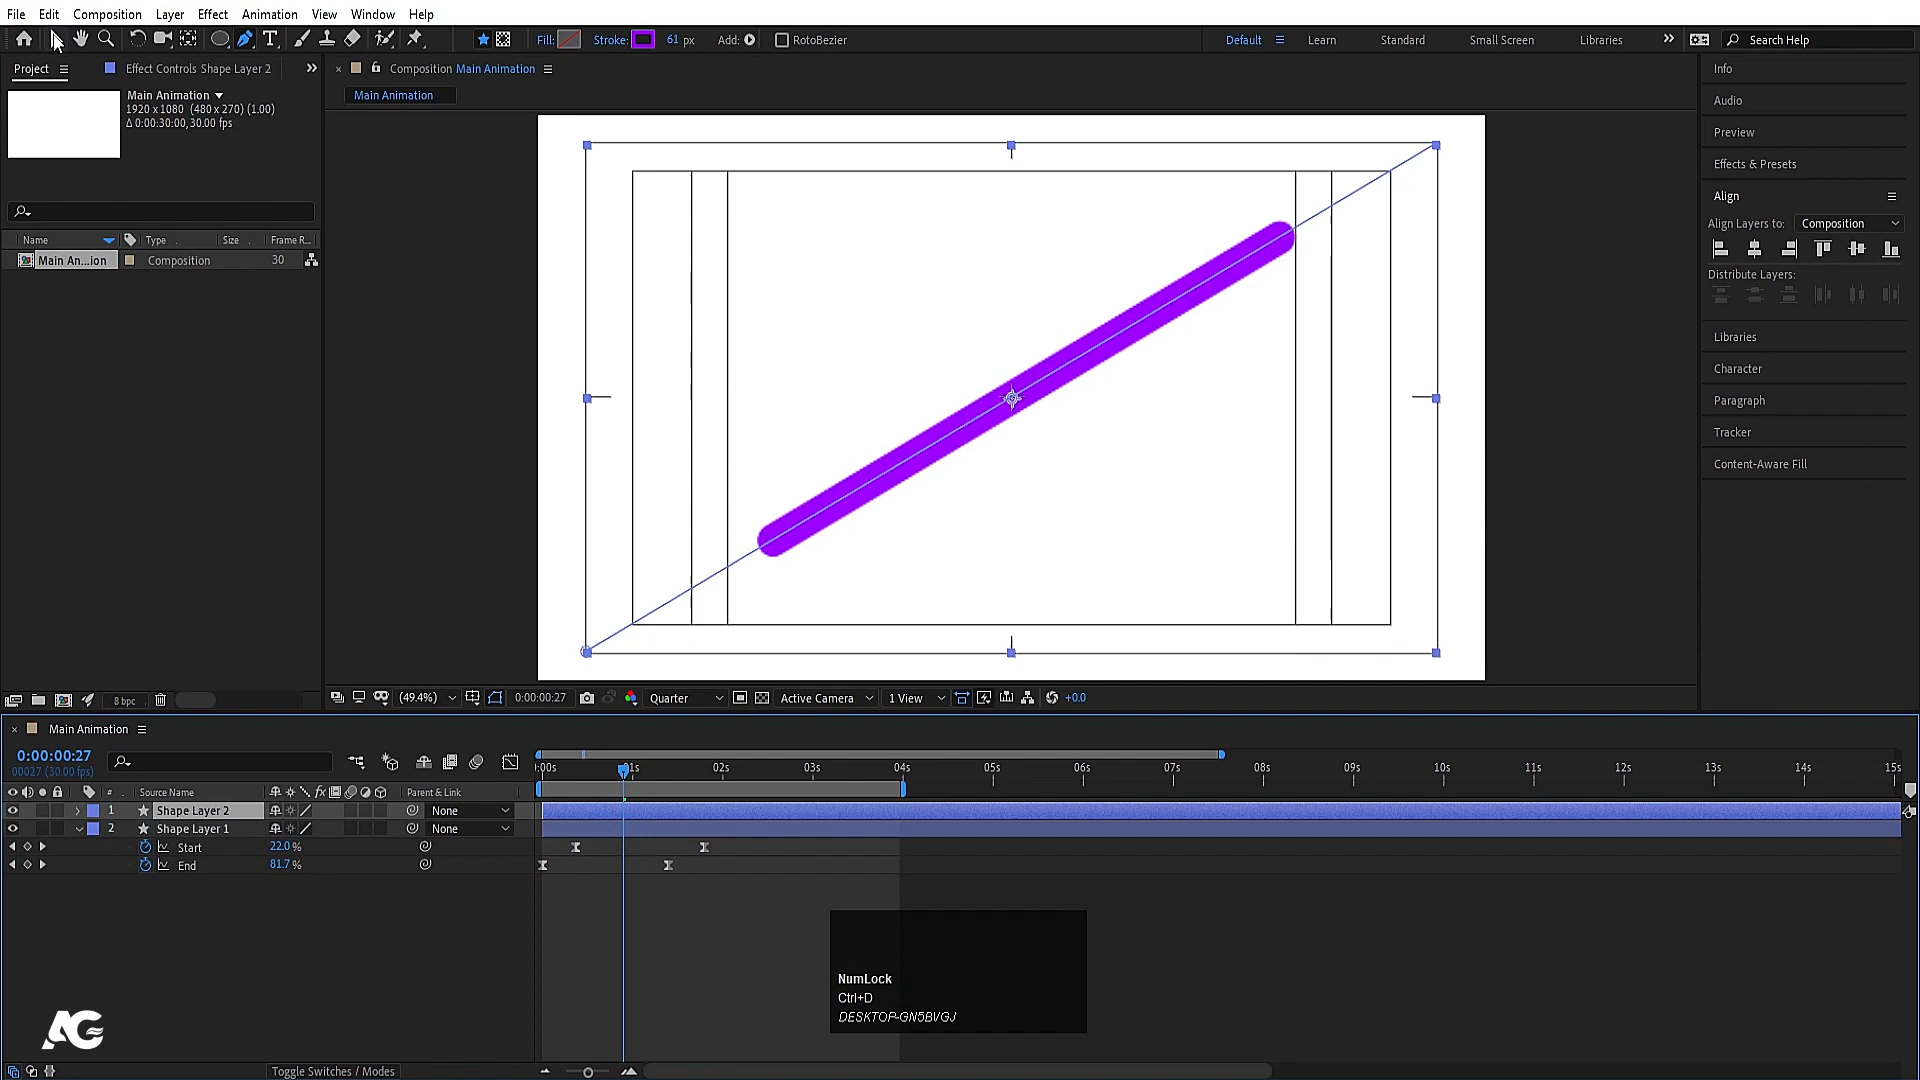 File Edit Composition Layer Effect Animation View Window Help
Fill: Stroke: 61 px Add: RotoBezier Default Learn Standard Small Screen Libraries Search Help
Project Effect Controls Shape Layer 2
Composition Main Animation
Main Animation
Main Animation
1920 x 1080 (480 x 270) (1.00)
Δ 0:00:30:00, 30.00 fps
Name Type Size Frame R...
Main An...ion Composition 30
8 bpc
(49.4%) 0:00:00:27 Quarter Active Camera 1 View +0.0
Info
Audio
Preview
Effects & Presets
Align
Align Layers to: Composition
Distribute Layers:
Libraries
Character
Paragraph
Tracker
Content-Aware Fill
Main Animation
0:00:00:27
00027 (30.00 fps)
:00s 01s 02s 03s 04s 05s 06s 07s 08s 09s 10s 11s 12s 13s 14s 15s
# Source Name fx Parent & Link
1 Shape Layer 2 None
2 Shape Layer 1 None
Start 22.0 %
End 81.7 %
NumLock
Ctrl+D
DESKTOP-GN5BVGJ
AG
Toggle Switches / Modes